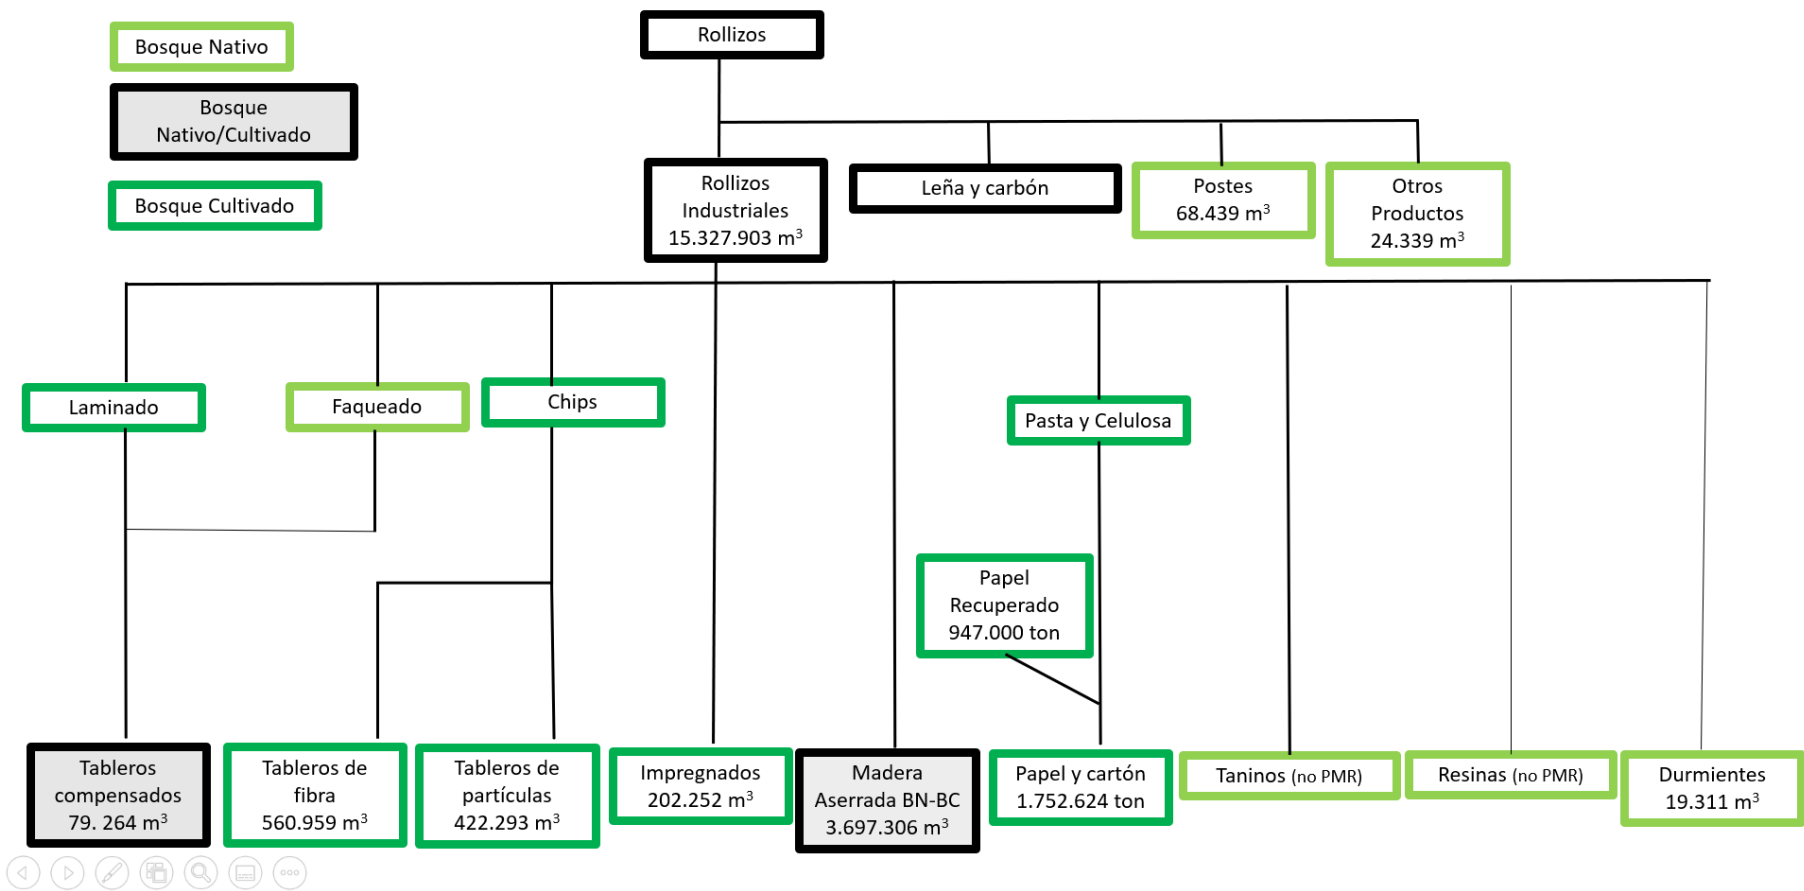 Bosque Nativo
Bosque
Nativo/Cultivado
Bosque Cultivado
Rollizos
Rollizos
Industriales
15.327.903 m³
Leña y carbón
Postes
68.439 m³
Otros
Productos
24.339 m³
Laminado
Faqueado
Chips
Pasta y Celulosa
Papel
Recuperado
947.000 ton
Tableros
compensados
79. 264 m³
Tableros de
fibra
560.959 m³
Tableros de
partículas
422.293 m³
Impregnados
202.252 m³
Madera
Aserrada BN-BC
3.697.306 m³
Papel y cartón
1.752.624 ton
Taninos (no PMR)
Resinas (no PMR)
Durmientes
19.311 m³